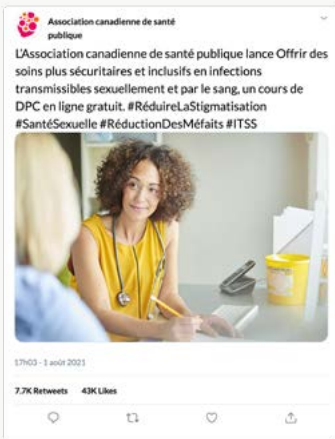 Association canadienne de santé
publique
L'Association canadienne de santé publique lance Offrir des
soins plus sécuritaires et inclusifs en infections
transmissibles sexuellement et par le sang, un cours de
DPC en ligne gratuit. #RéduireLaStigmatisation
#SantéSexuelle #RéductionDesMéfaits #ITSS
17h03 - 1 août 2021
7.7K Retweets 43K Likes